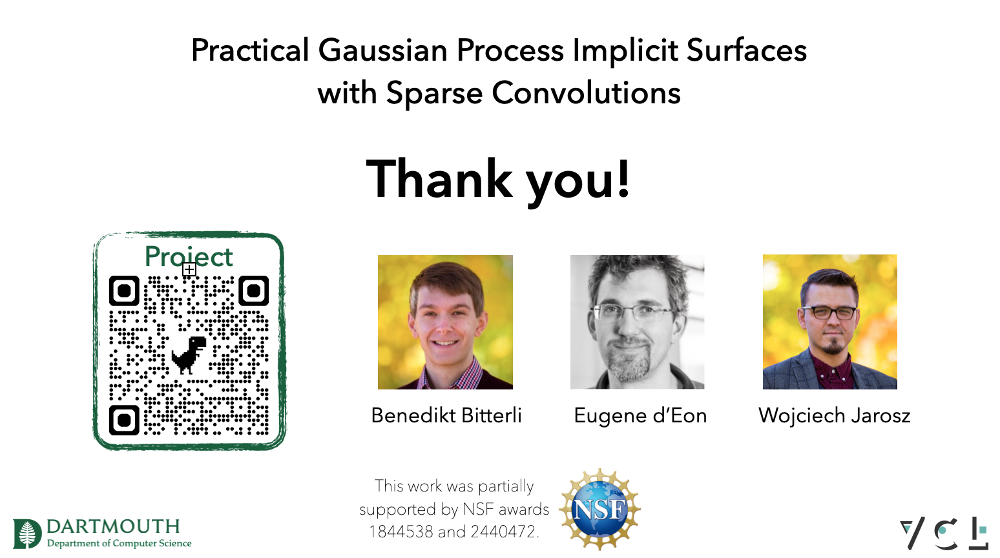 Practical Gaussian Process Implicit Surfaces
with Sparse Convolutions
Thank you!
Project
Benedikt Bitterli
Eugene d’Eon
Wojciech Jarosz
This work was partially
supported by NSF awards
1844538 and 2440472.
NSF
DARTMOUTH
Department of Computer Science
VCL